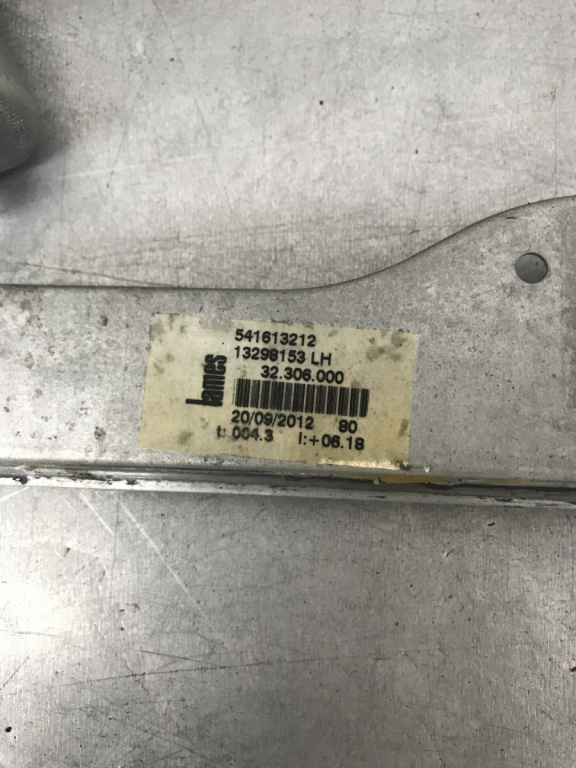 Lames
541613212
13298153 LH
32.306.000
20/09/2012 80
t: 004.3 I:+06.18